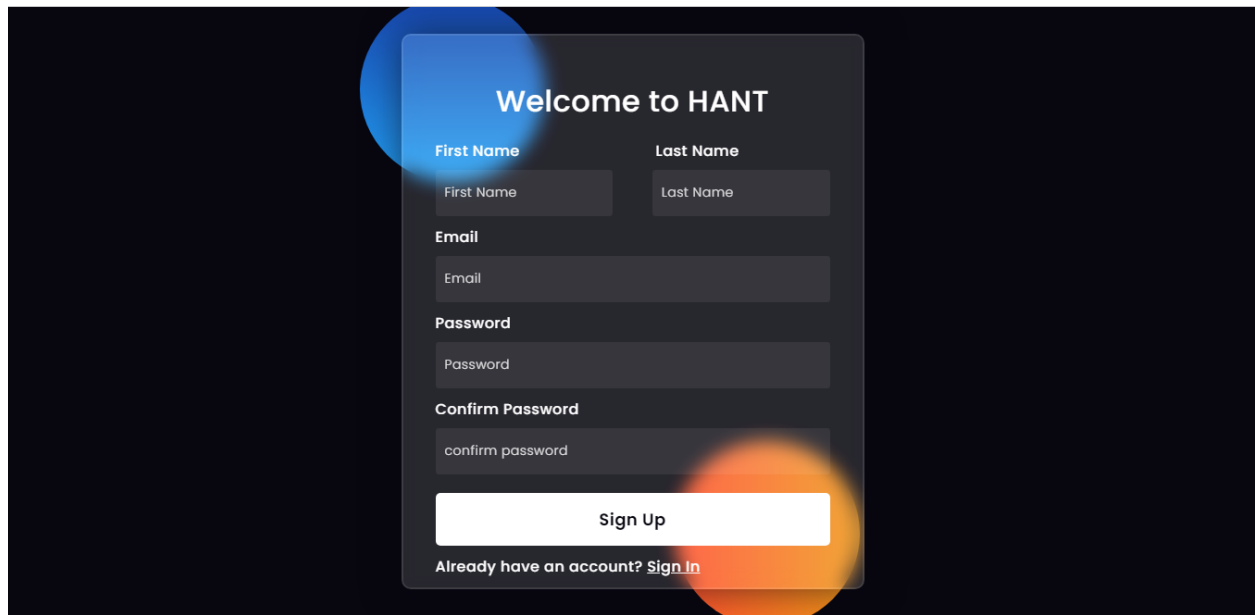 Welcome to HANT
First Name Last Name
First Name Last Name
Email
Email
Password
Password
Confirm Password
confirm password
Sign Up
Already have an account? Sign In